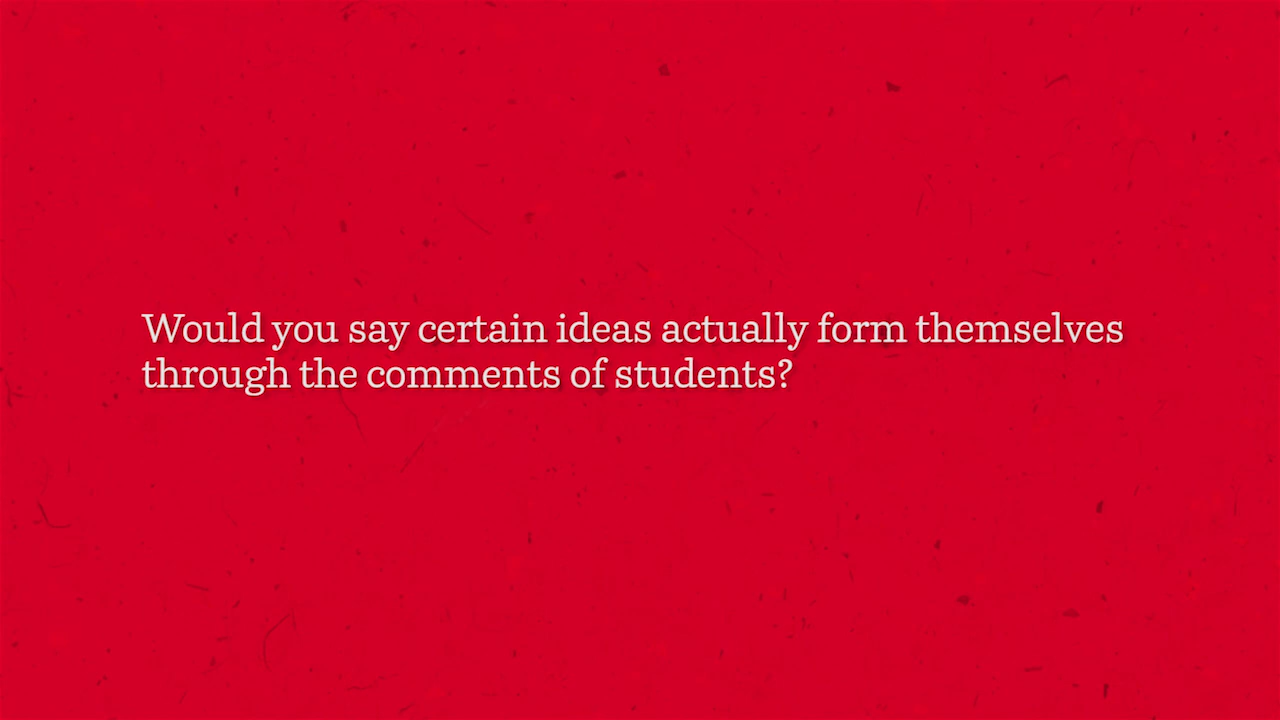 Would you say certain ideas actually form themselves
through the comments of students?